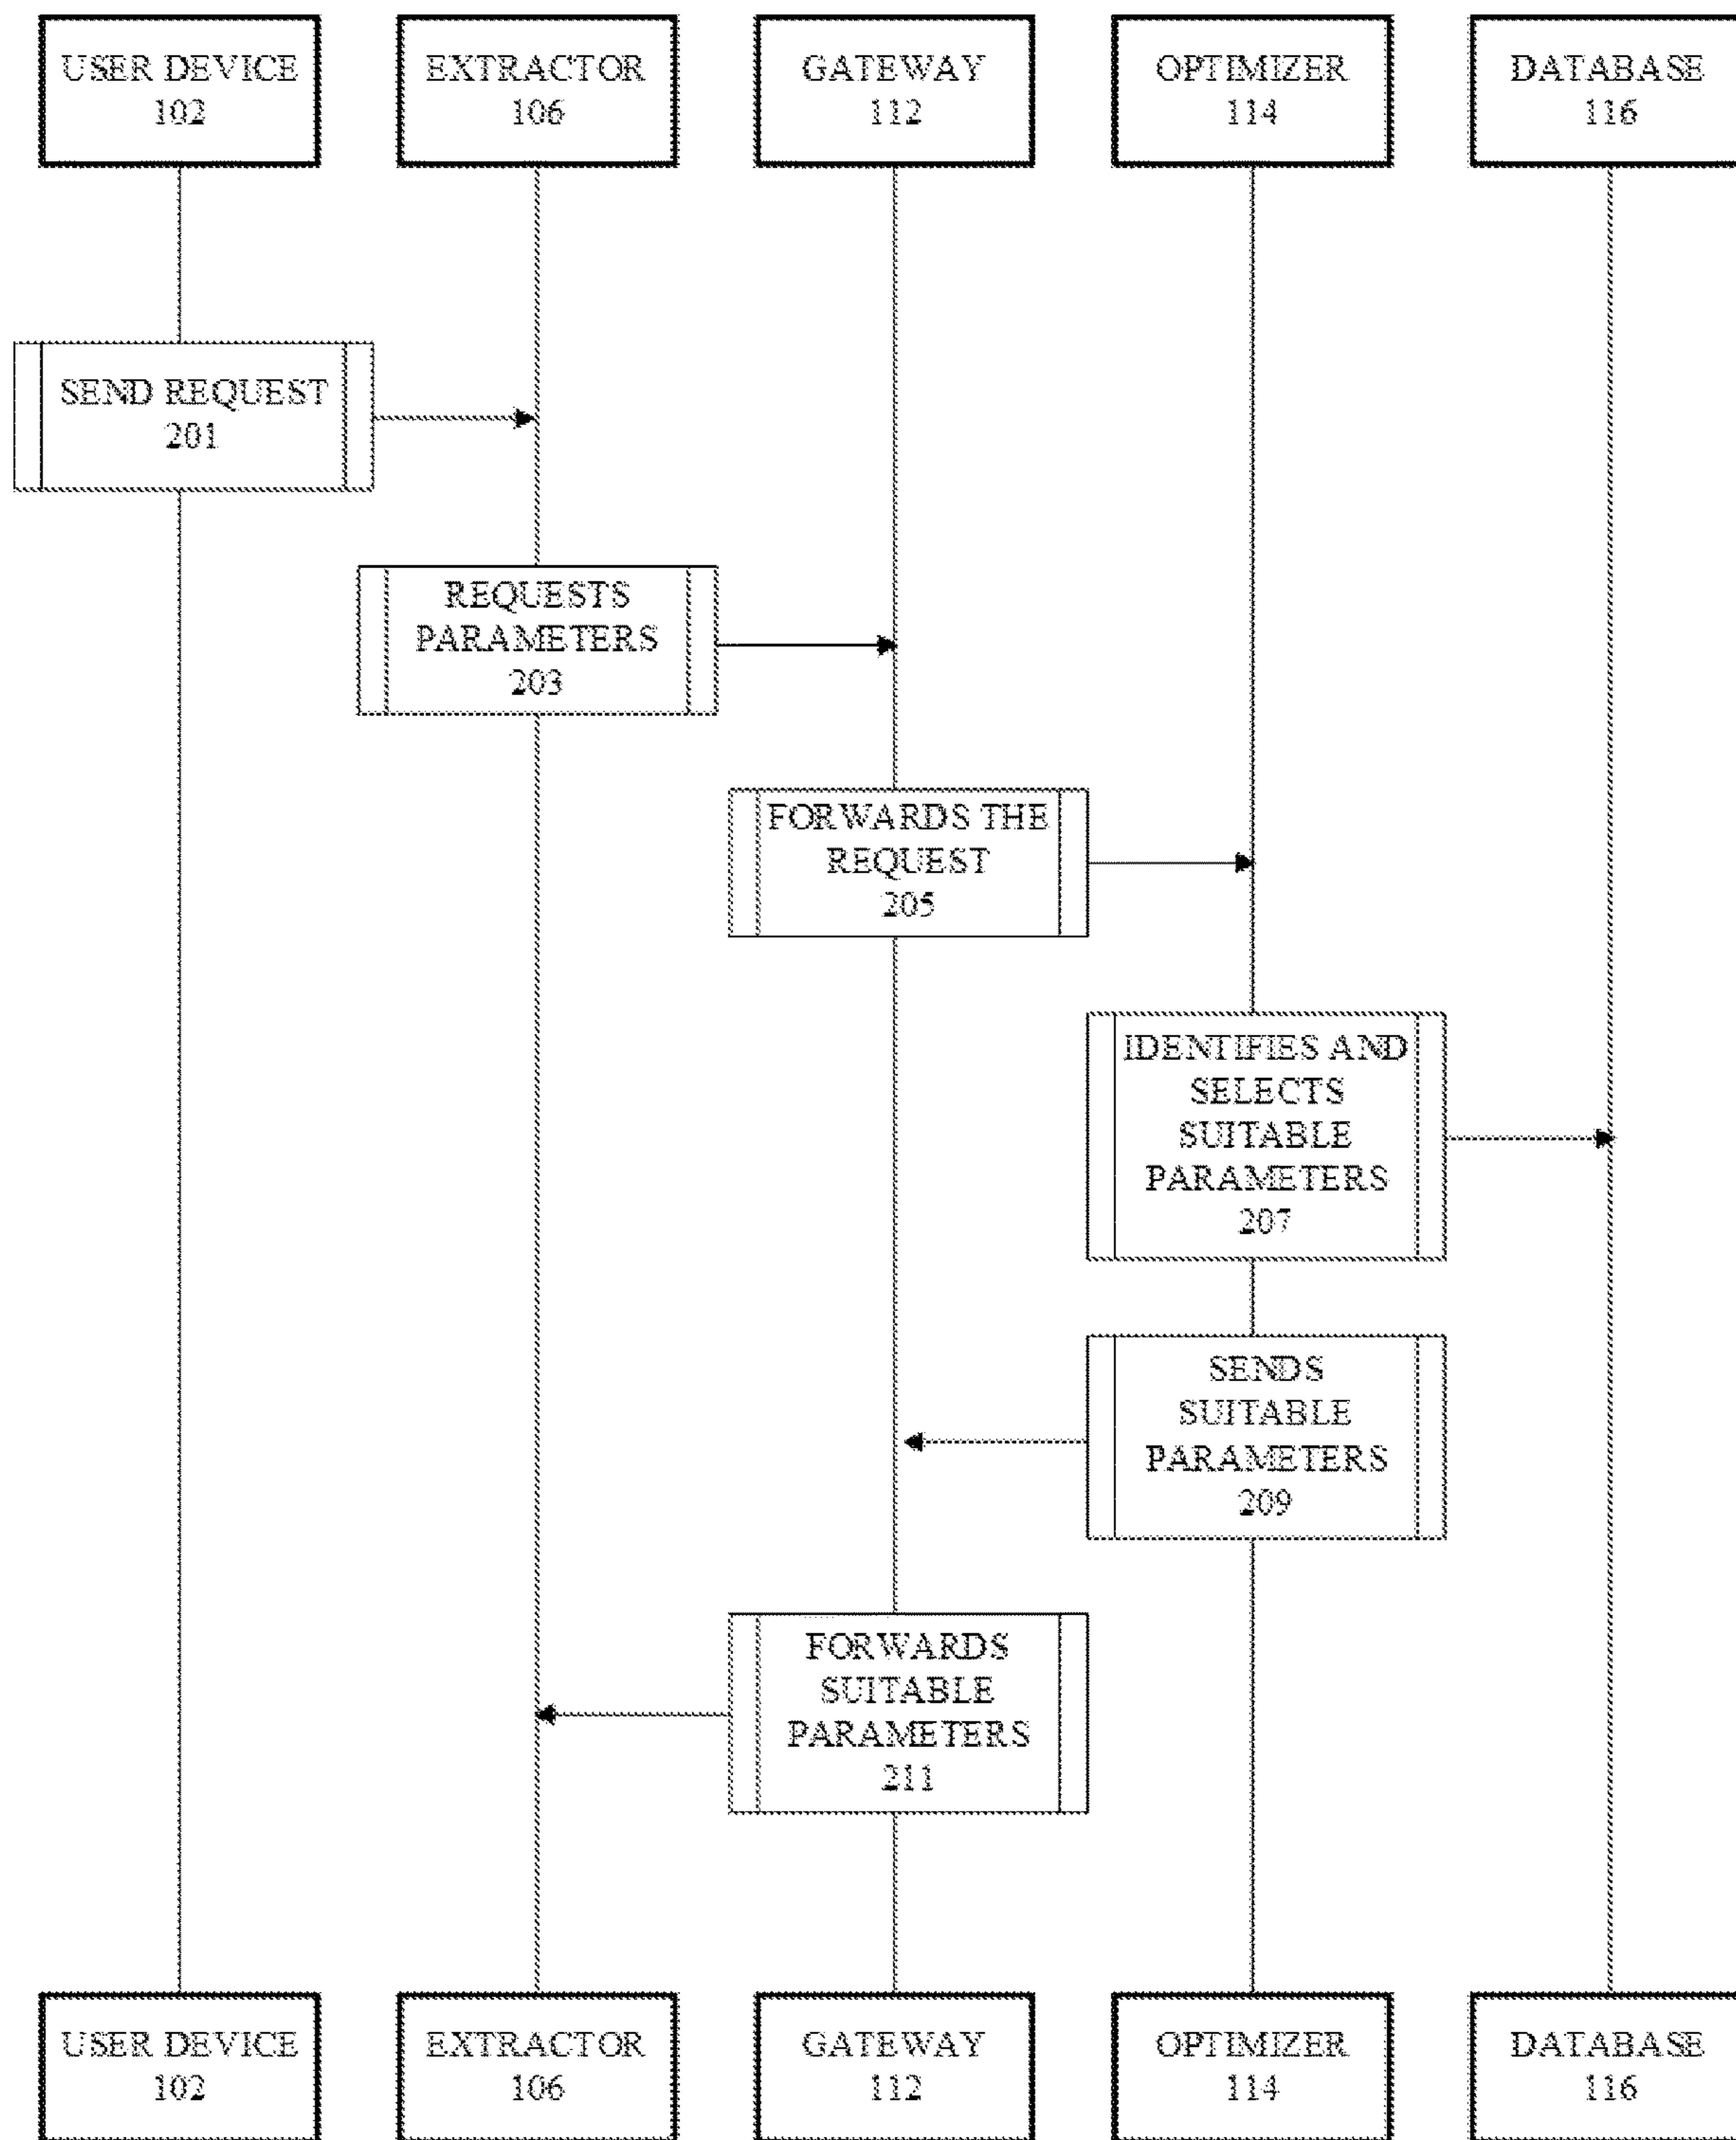 USER DEVICE
102
EXTRACTOR
106
GATEWAY
112
OPTIMIZER
114
DATABASE
116
SEND REQUEST
201
REQUESTS
PARAMETERS
203
FORWARDS THE
REQUEST
205
IDENTIFIES AND
SELECTS
SUITABLE
PARAMETERS
207
SENDS
SUITABLE
PARAMETERS
209
FORWARDS
SUITABLE
PARAMETERS
211
USER DEVICE
102
EXTRACTOR
106
GATEWAY
112
OPTIMIZER
114
DATABASE
116